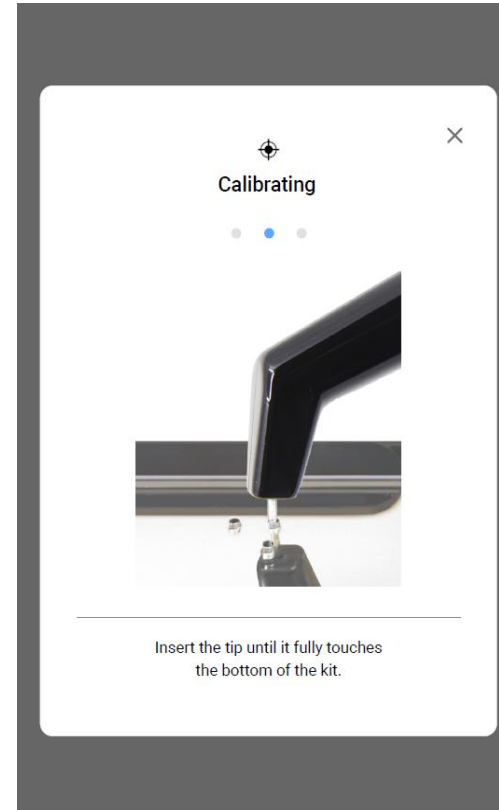 Calibrating
Insert the tip until it fully touches
the bottom of the kit.